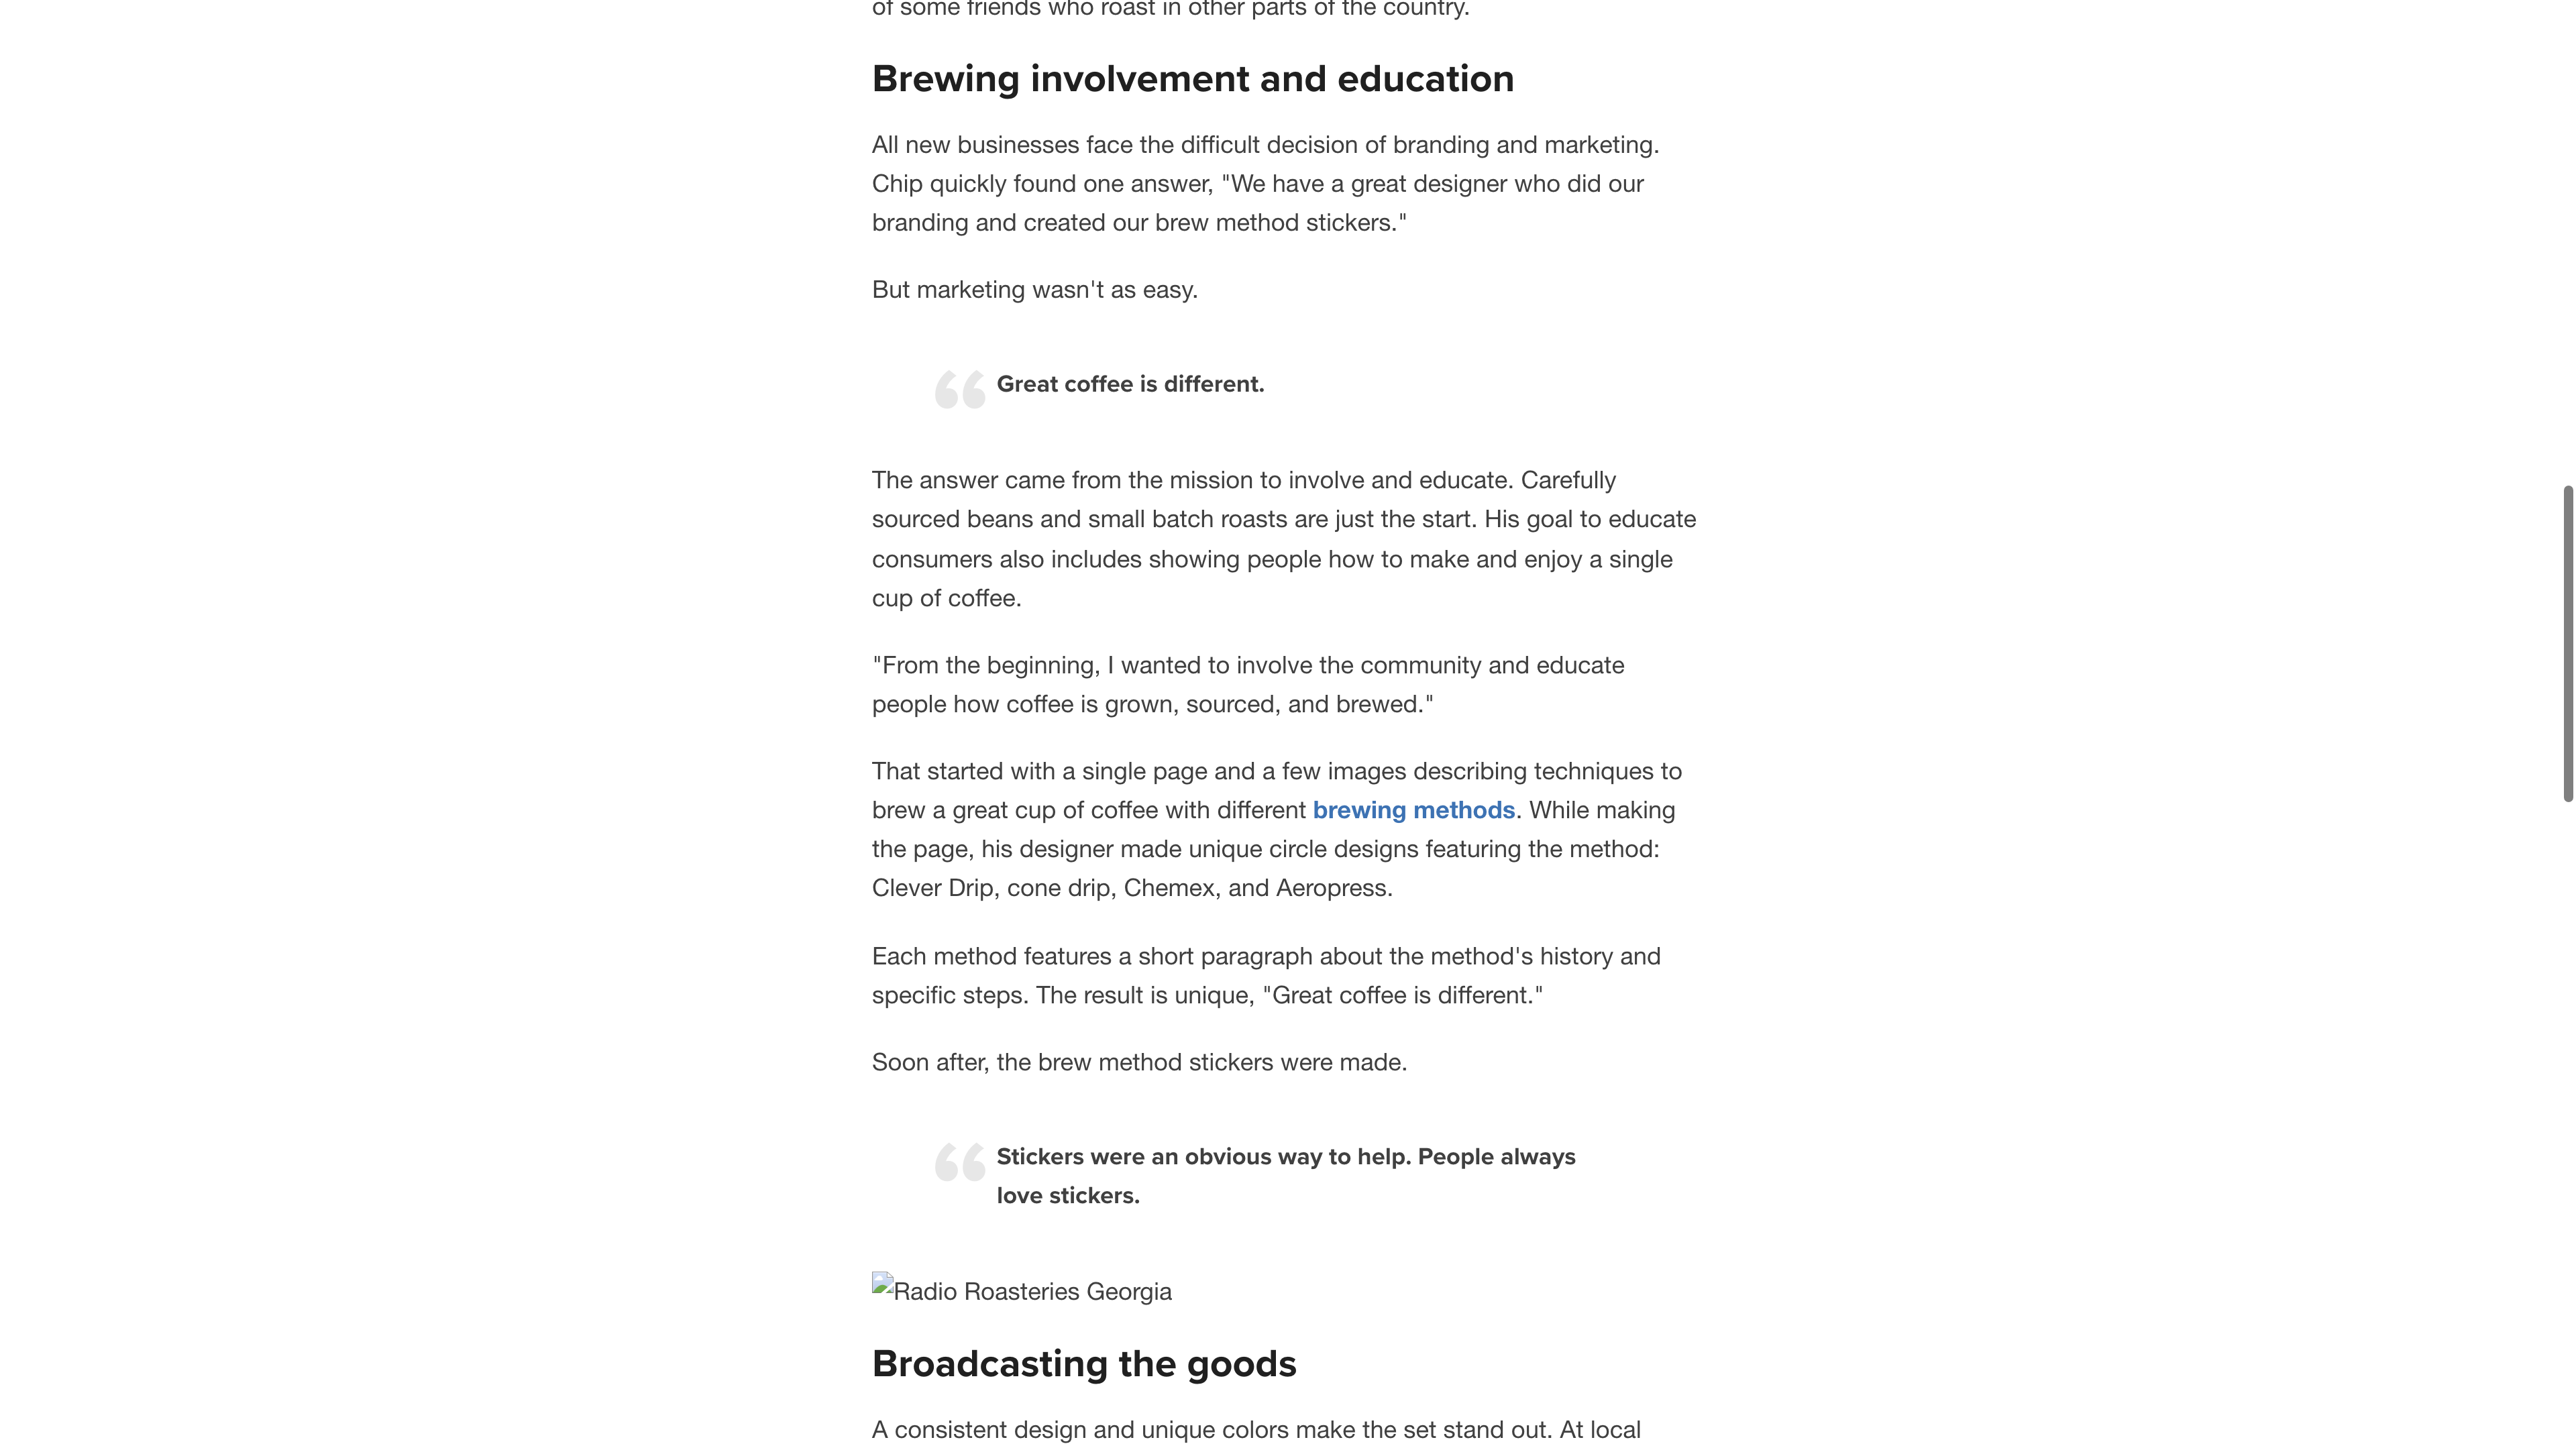 of some friends who roast in other parts of the country.
Brewing involvement and education
All new businesses face the difficult decision of branding and marketing.
Chip quickly found one answer, "We have a great designer who did our
branding and created our brew method stickers."
But marketing wasn't as easy.
Great coffee is different.
The answer came from the mission to involve and educate. Carefully
sourced beans and small batch roasts are just the start. His goal to educate
consumers also includes showing people how to make and enjoy a single
cup of coffee.
"From the beginning, I wanted to involve the community and educate
people how coffee is grown, sourced, and brewed."
That started with a single page and a few images describing techniques to
brew a great cup of coffee with different brewing methods. While making
the page, his designer made unique circle designs featuring the method:
Clever Drip, cone drip, Chemex, and Aeropress.
Each method features a short paragraph about the method's history and
specific steps. The result is unique, "Great coffee is different."
Soon after, the brew method stickers were made.
Stickers were an obvious way to help. People always
love stickers.
Radio Roasteries Georgia
Broadcasting the goods
A consistent design and unique colors make the set stand out. At local